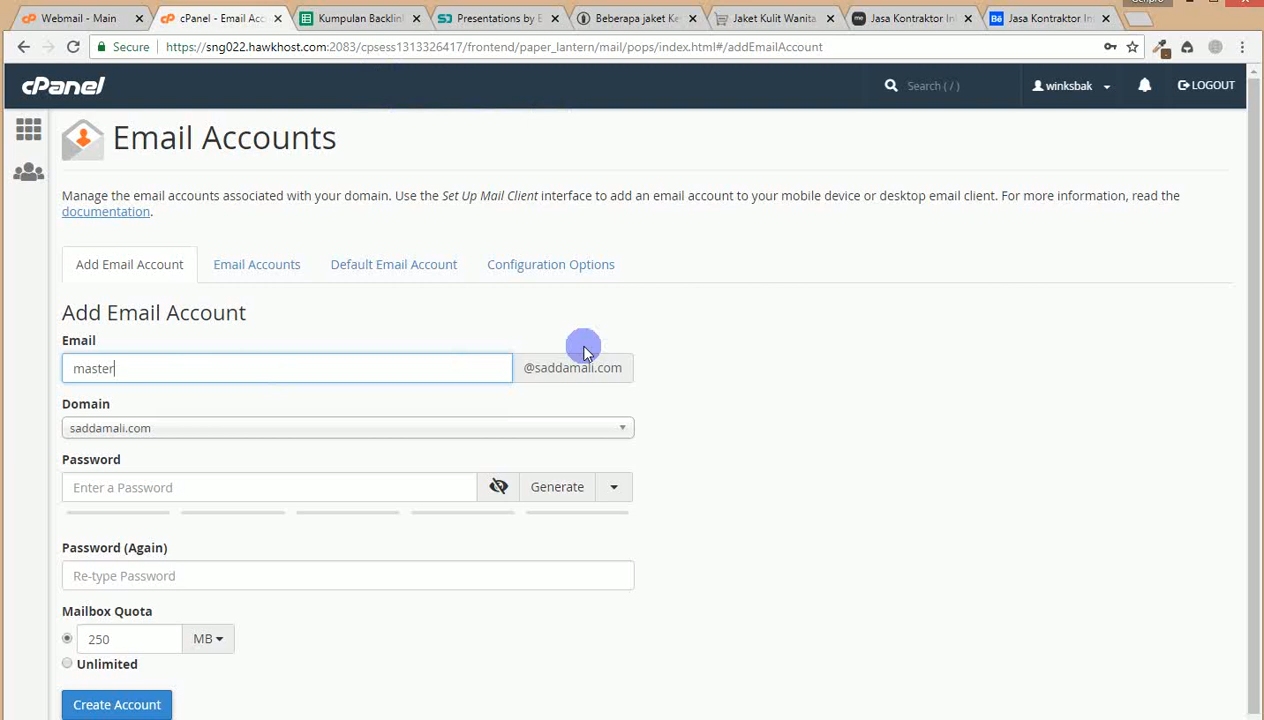 Webmail - Main
cPanel - Email Acc
Kumpulan Backlink
Presentations by E
Beberapa jaket Ke
Jaket Kulit Wanita
Jasa Kontraktor In
Jasa Kontraktor In
Secure
https://sng022.hawkhost.com:2083/cpsess1313326417/frontend/paper_lantern/mail/pops/index.html#/addEmailAccount
cPanel
Search ( / )
winksbak
LOGOUT
Email Accounts
Manage the email accounts associated with your domain. Use the Set Up Mail Client interface to add an email account to your mobile device or desktop email client. For more information, read the
documentation.
Add Email Account
Email Accounts
Default Email Account
Configuration Options
Add Email Account
Email
master
@saddamali.com
Domain
saddamali.com
Password
Enter a Password
Generate
Password (Again)
Re-type Password
Mailbox Quota
250
MB
Unlimited
Create Account